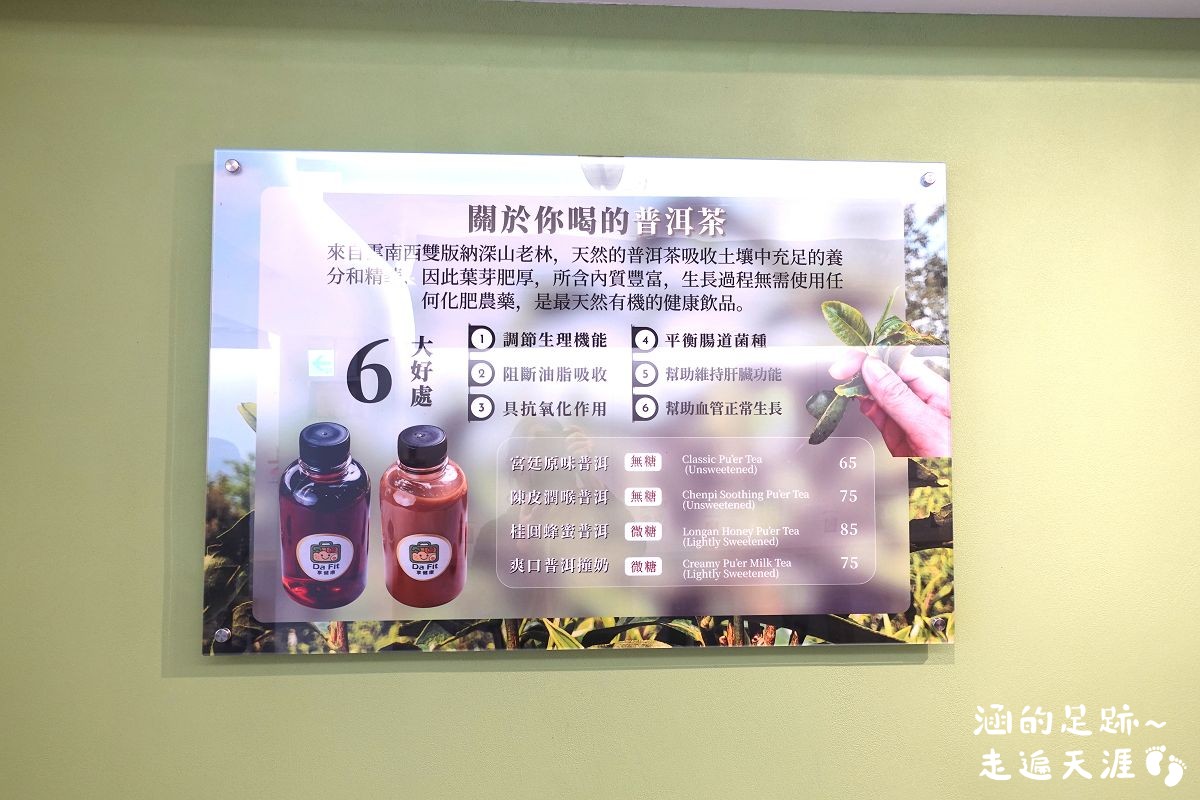 關於你喝的普洱茶
來自雲南西雙版納深山老林，天然的普洱茶吸收土壤中充足的養
分和精華，因此葉芽肥厚，所含內質豐富，生長過程無需使用任
何化肥農藥，是最天然有機的健康飲品。
6大好處
1 調節生理機能
2 阻斷油脂吸收
3 具抗氧化作用
4 平衡腸道菌種
5 幫助維持肝臟功能
6 幫助血管正常生長
宮廷原味普洱 無糖 Classic Pu'er Tea 65
(Unsweetened)
陳皮潤喉普洱 無糖 Chenpi Soothing Pu'er Tea 75
(Unsweetened)
桂圓蜂蜜普洱 微糖 Longan Honey Pu'er Tea 85
(Lightly Sweetened)
爽口普洱撞奶 微糖 Creamy Pu'er Milk Tea 75
(Lightly Sweetened)
Da Fit
享健康
Da Fit
享健康
涵的足跡~
走遍天涯